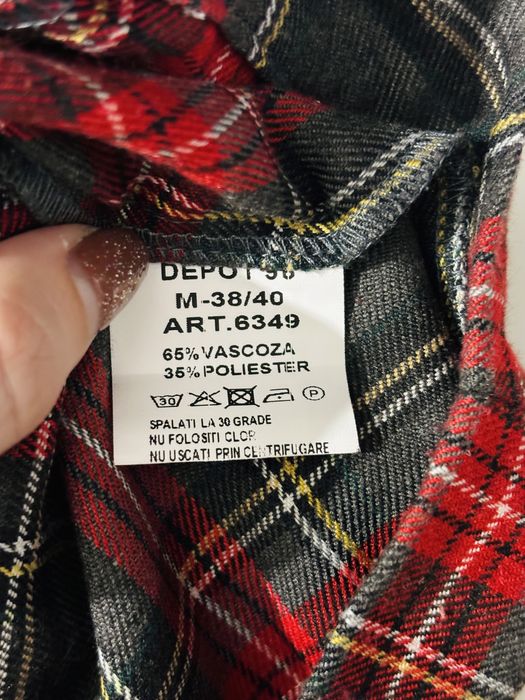 DEPOT 96
M-38/40
ART.6349
65% VASCOZA
35% POLIESTER
30 P
SPALATI LA 30 GRADE
NU FOLOSITI CLOR
NU USCATI PRIN CENTRIFUGARE